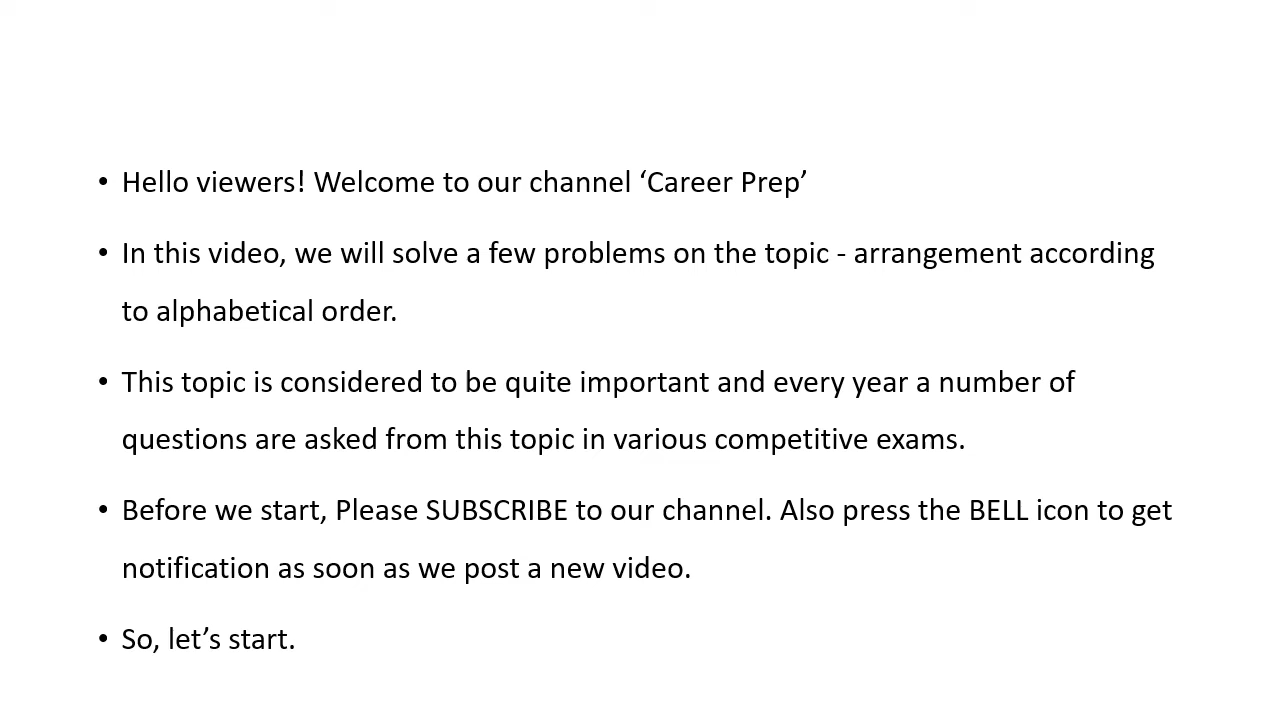 • Hello viewers! Welcome to our channel ‘Career Prep’
• In this video, we will solve a few problems on the topic - arrangement according
to alphabetical order.
• This topic is considered to be quite important and every year a number of
questions are asked from this topic in various competitive exams.
• Before we start, Please SUBSCRIBE to our channel. Also press the BELL icon to get
notification as soon as we post a new video.
• So, let’s start.